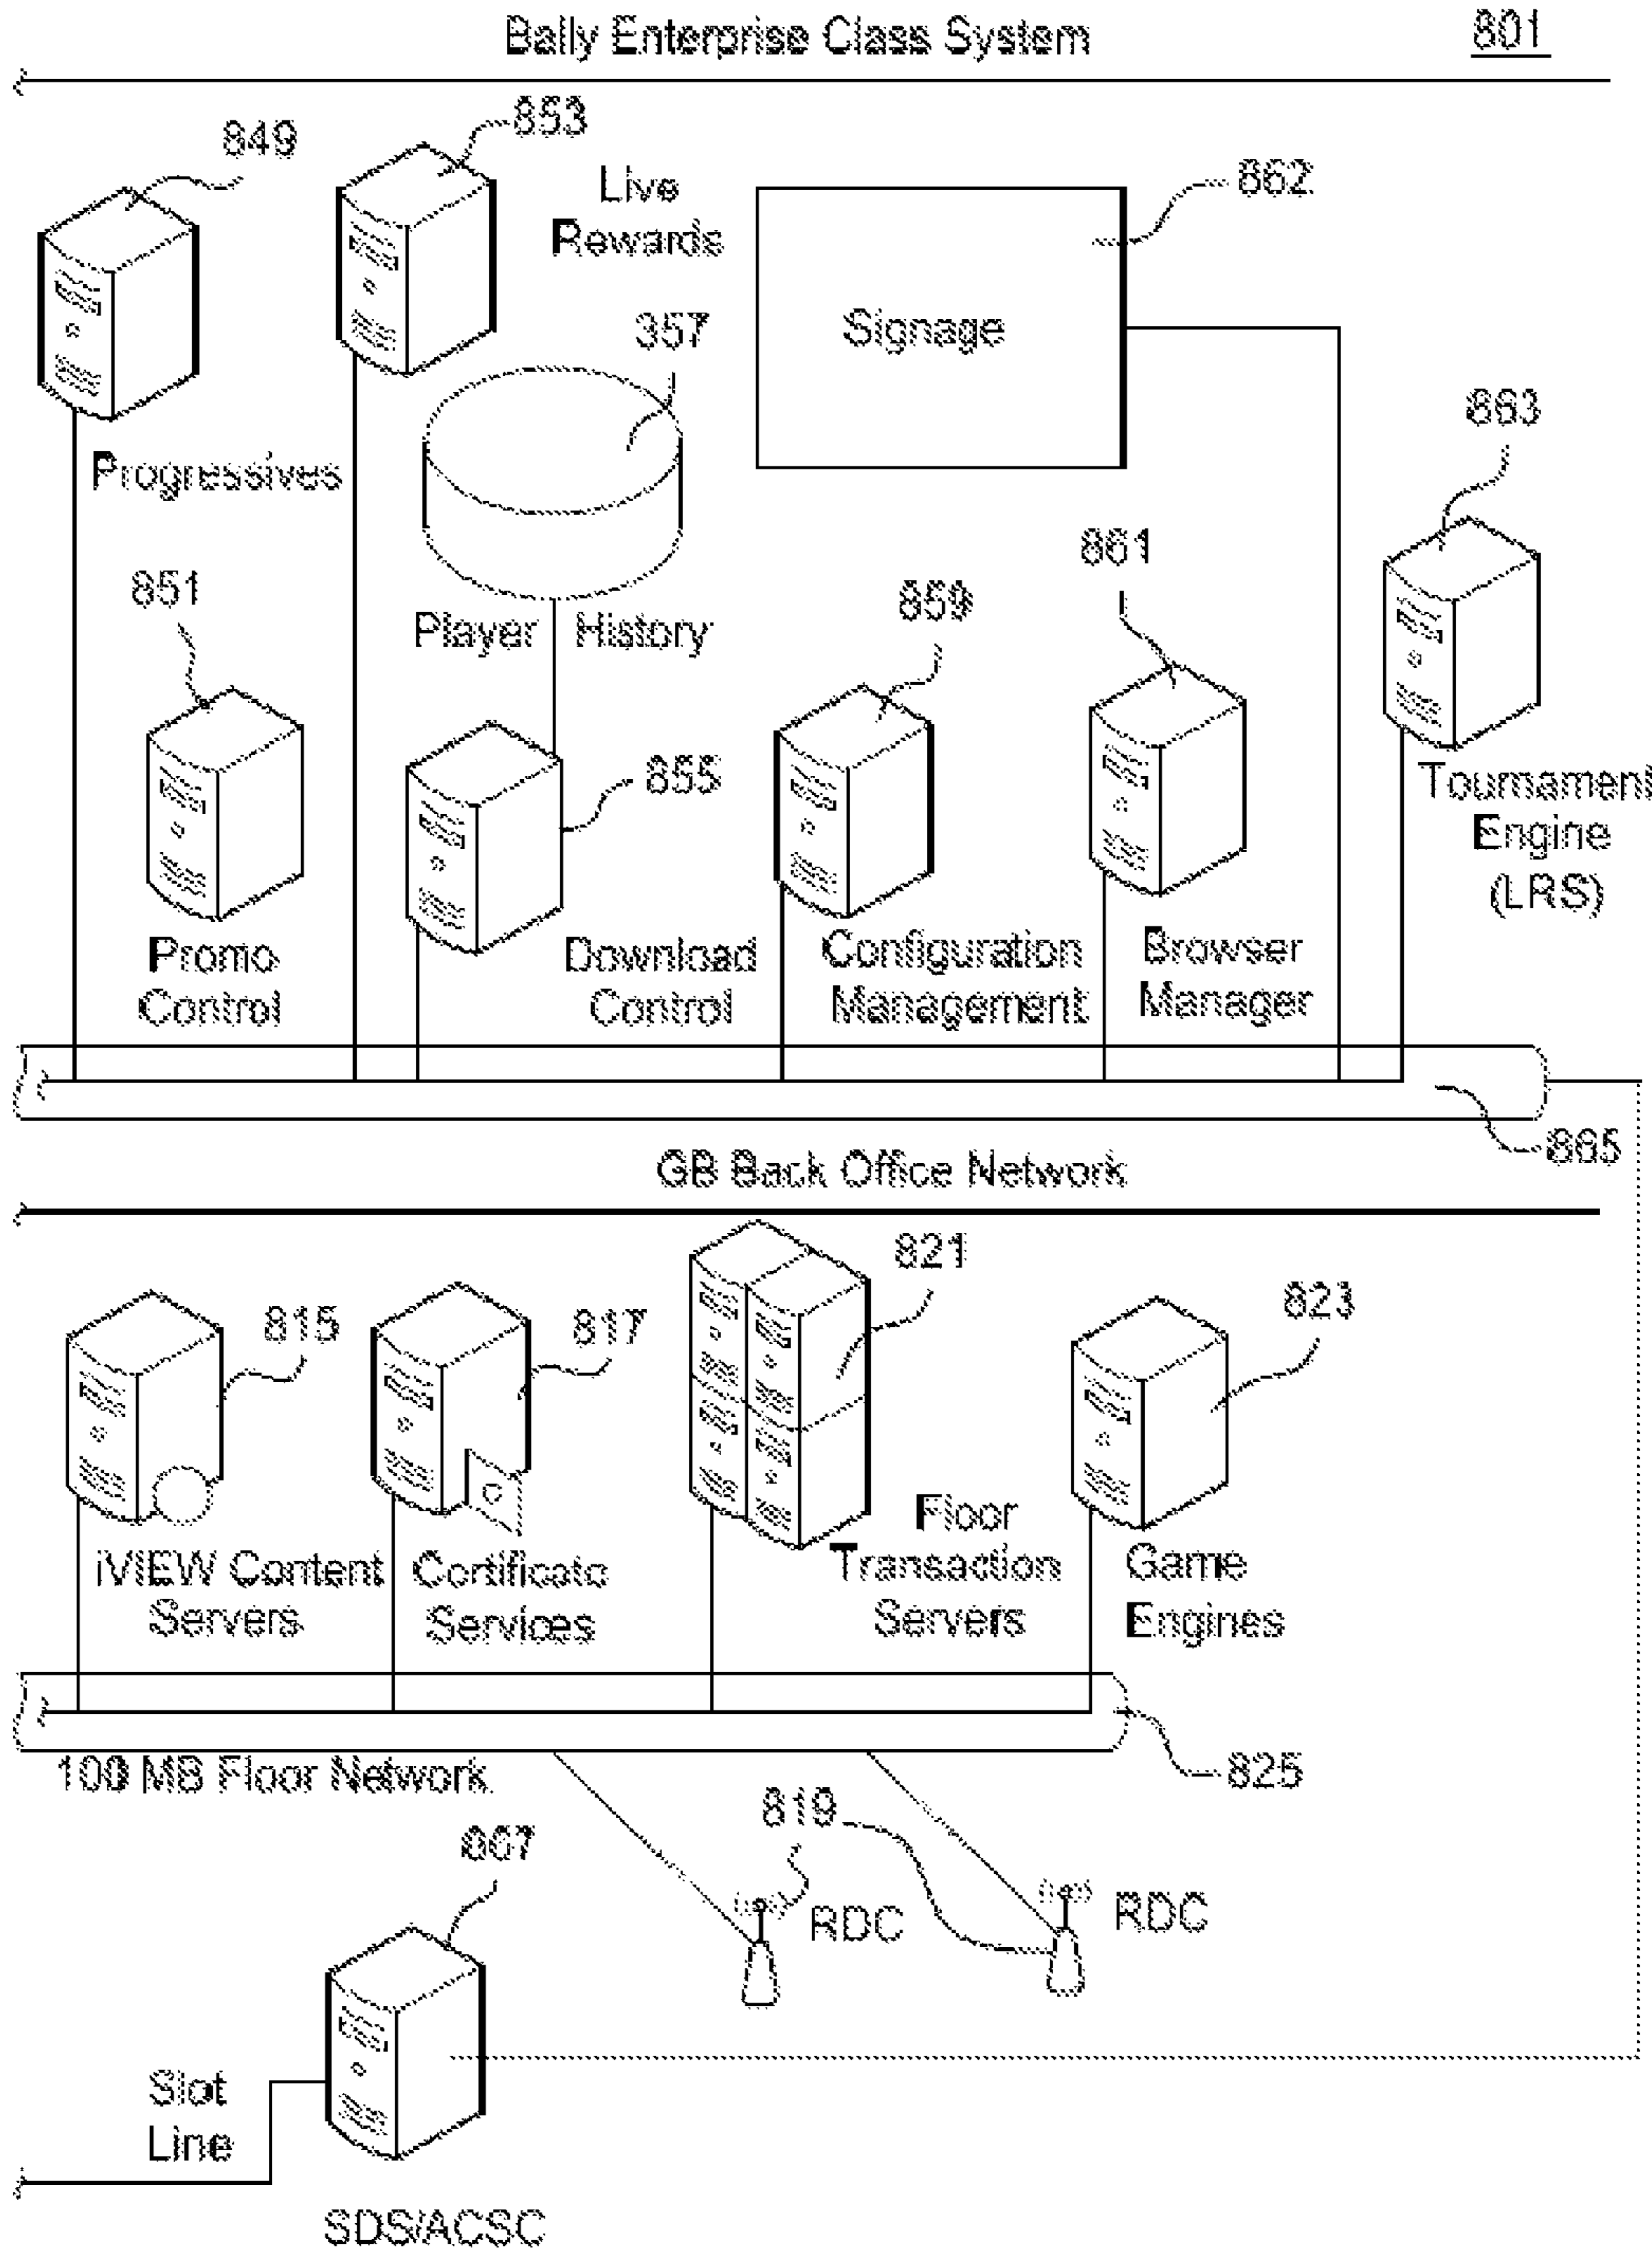 Bally Enterprise Class System
801
849
853
Live
Rewards
862
Signage
357
Progressives
863
851
Player History
859
861
855
Tournament
Engine
(LRS)
Promo
Control
Download
Control
Configuration
Management
Browser
Manager
865
GB Back Office Network
815
817
821
823
iVIEW Content
Servers
Certificate
Services
Floor
Transaction
Servers
Game
Engines
100 MB Floor Network
825
819
867
RDC
RDC
Slot
Line
SDS/ACSC